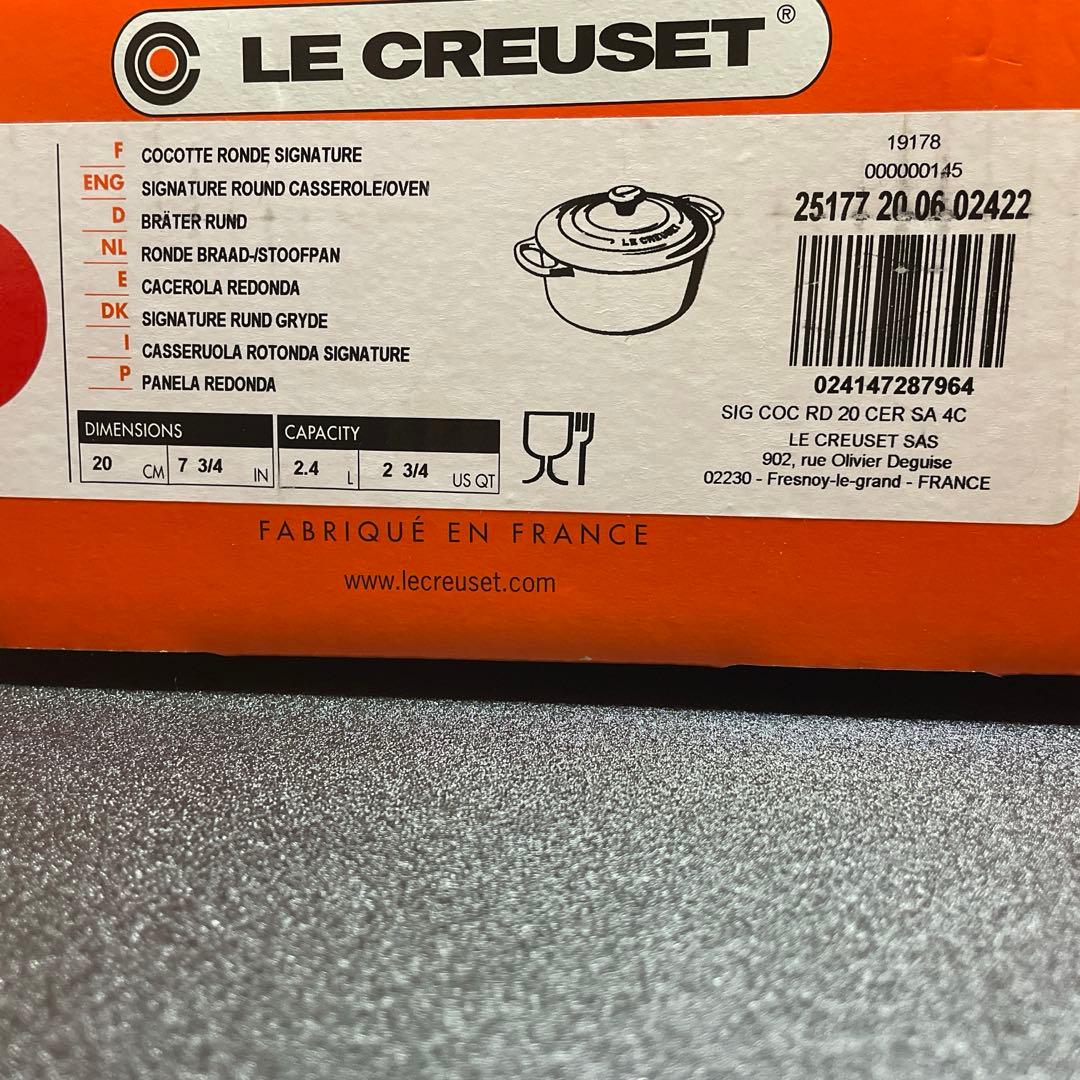 LE CREUSET®
F COCOTTE RONDE SIGNATURE
ENG SIGNATURE ROUND CASSEROLE/OVEN
D BRÄTER RUND
NL RONDE BRAAD-/STOOFPAN
E CACEROLA REDONDA
DK SIGNATURE RUND GRYDE
I CASSERUOLA ROTONDA SIGNATURE
P PANELA REDONDA
DIMENSIONS
20 CM 7 3/4 IN
CAPACITY
2.4 L 2 3/4 US QT
LE CREUSET
19178
000000145
25177 20 06 02422
024147287964
SIG COC RD 20 CER SA 4C
LE CREUSET SAS
902, rue Olivier Deguise
02230 - Fresnoy-le-grand - FRANCE
FABRIQUÉ EN FRANCE
www.lecreuset.com